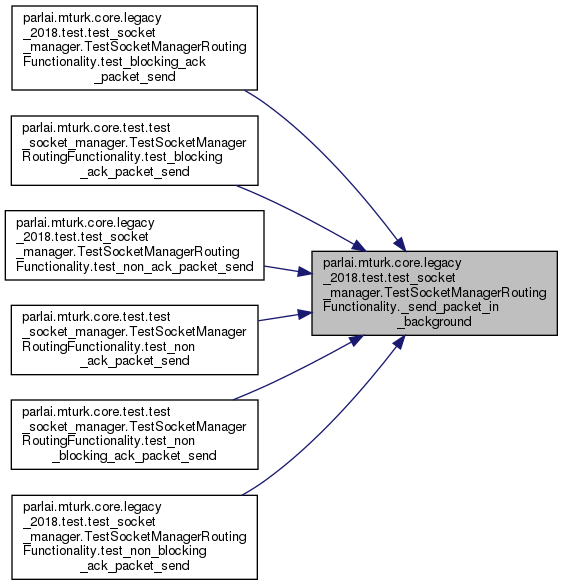 parlai.mturk.core.legacy
_2018.test.test_socket
_manager.TestSocketManagerRouting
Functionality.test_blocking_ack
_packet_send
parlai.mturk.core.test.test
_socket_manager.TestSocketManager
RoutingFunctionality.test_blocking
_ack_packet_send
parlai.mturk.core.legacy
_2018.test.test_socket
_manager.TestSocketManagerRouting
Functionality.test_non_ack_packet_send
parlai.mturk.core.test.test
_socket_manager.TestSocketManager
RoutingFunctionality.test_non
_ack_packet_send
parlai.mturk.core.test.test
_socket_manager.TestSocketManager
RoutingFunctionality.test_non
_blocking_ack_packet_send
parlai.mturk.core.legacy
_2018.test.test_socket
_manager.TestSocketManagerRouting
Functionality.test_non_blocking
_ack_packet_send
parlai.mturk.core.legacy
_2018.test.test_socket
_manager.TestSocketManagerRouting
Functionality._send_packet_in
_background